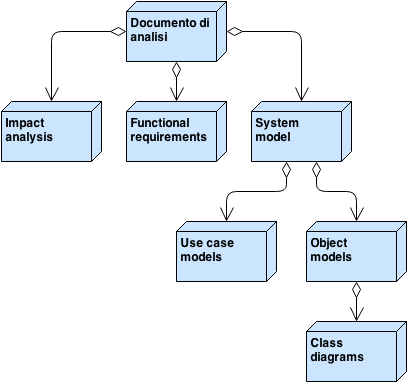 Documento di
analisi
Impact
analysis
Functional
requirements
System
model
Use case
models
Object
models
Class
diagrams